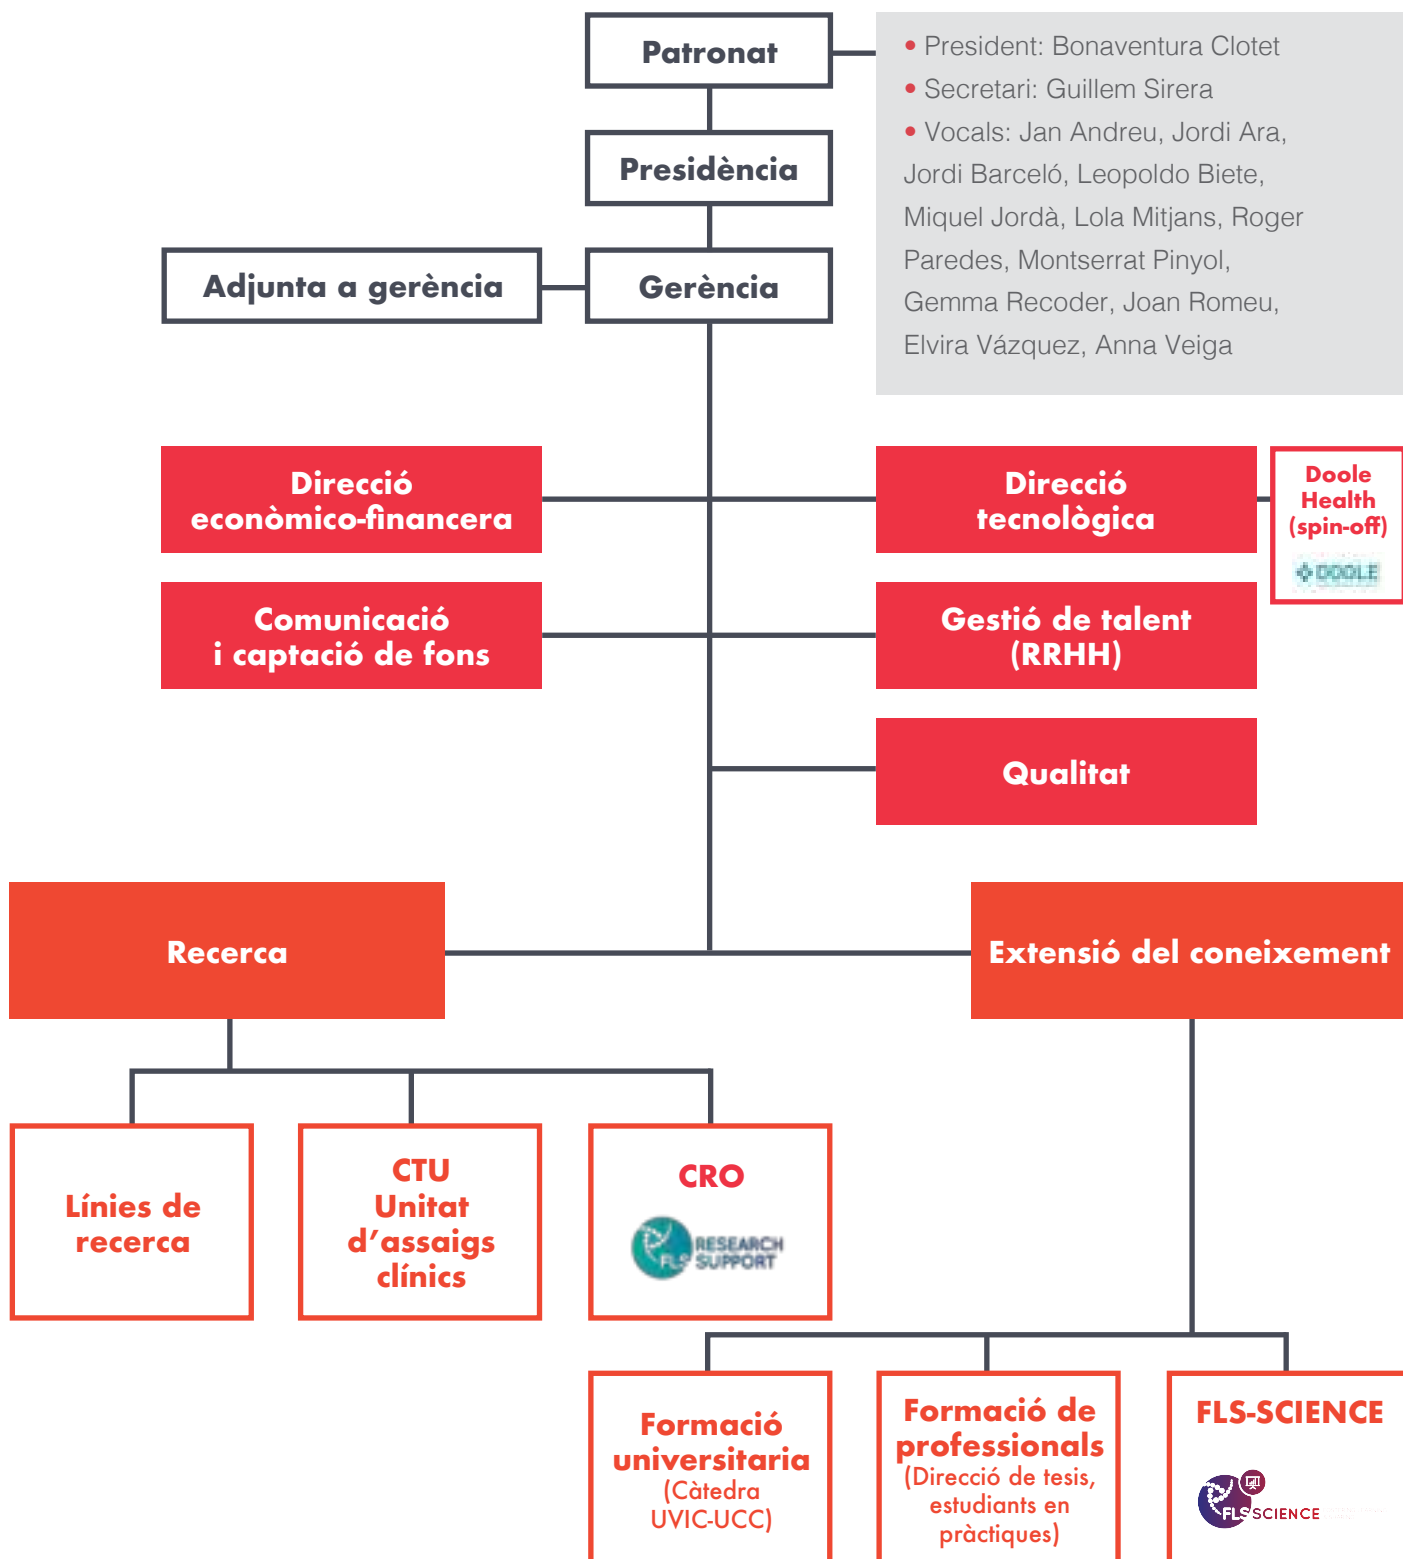 Patronat
• President: Bonaventura Clotet
• Secretari: Guillem Sirera
• Vocals: Jan Andreu, Jordi Ara,
Jordi Barceló, Leopoldo Biete,
Miquel Jordà, Lola Mitjans, Roger
Paredes, Montserrat Pinyol,
Gemma Recoder, Joan Romeu,
Elvira Vázquez, Anna Veiga
Presidència
Adjunta a gerència
Gerència
Direcció
econòmico-financera
Direcció
tecnològica
Doole
Health
(spin-off)
DOOLE
Comunicació
i captació de fons
Gestió de talent
(RRHH)
Qualitat
Recerca
Extensió del coneixement
Línies de
recerca
CTU
Unitat
d’assaigs
clínics
CRO
FLS RESEARCH
SUPPORT
Formació
universitaria
(Càtedra
UVIC-UCC)
Formació de
professionals
(Direcció de tesis,
estudiants en
pràctiques)
FLS-SCIENCE
FLSSCIENCE